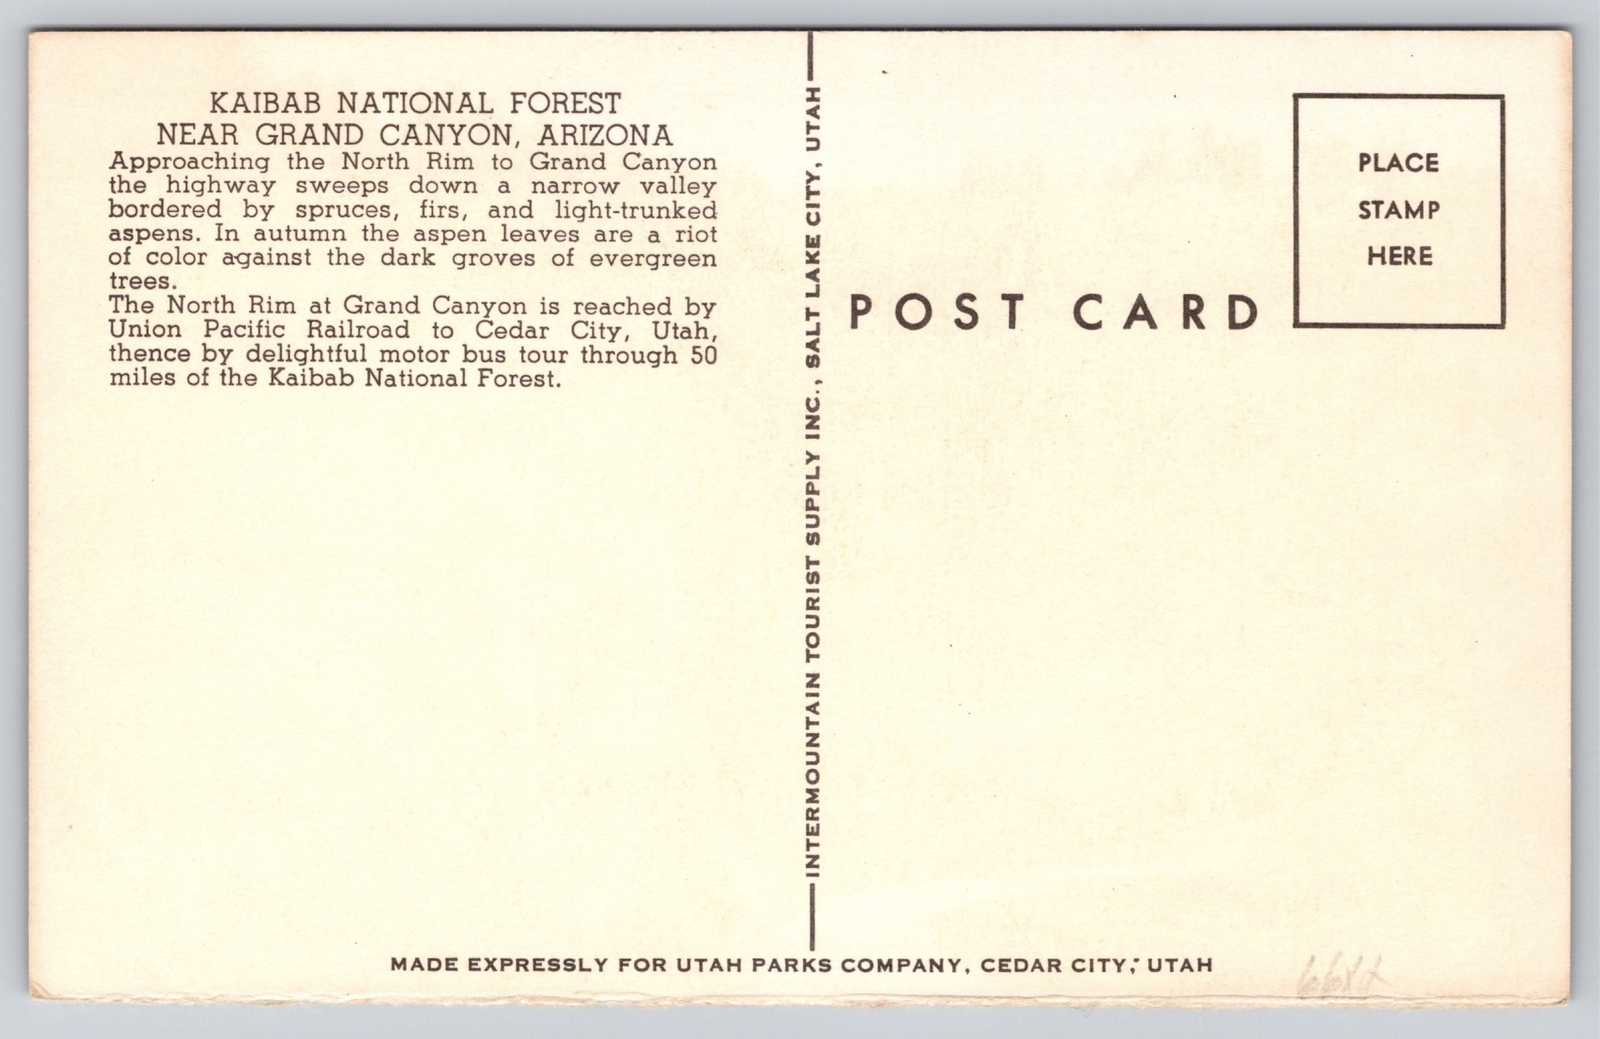 KAIBAB NATIONAL FOREST
NEAR GRAND CANYON, ARIZONA
Approaching the North Rim to Grand Canyon
the highway sweeps down a narrow valley
bordered by spruces, firs, and light-trunked
aspens. In autumn the aspen leaves are a riot
of color against the dark groves of evergreen
trees.
The North Rim at Grand Canyon is reached by
Union Pacific Railroad to Cedar City, Utah,
thence by delightful motor bus tour through 50
miles of the Kaibab National Forest.
INTERMOUNTAIN TOURIST SUPPLY INC., SALT LAKE CITY, UTAH
POST CARD
PLACE
STAMP
HERE
MADE EXPRESSLY FOR UTAH PARKS COMPANY, CEDAR CITY, UTAH